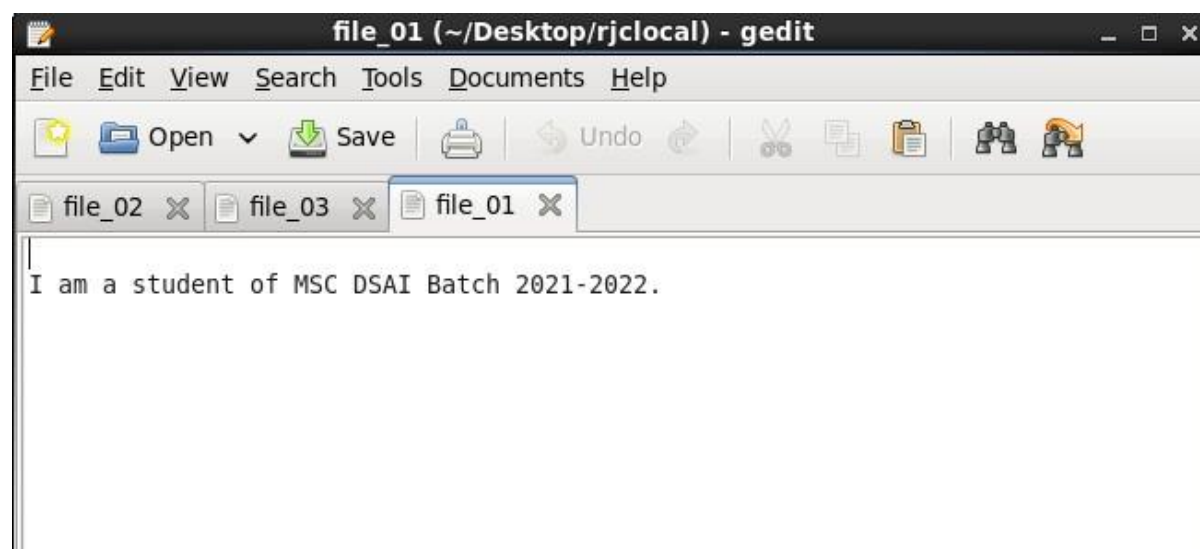 file_01 (~/Desktop/rjclocal) - gedit
File Edit View Search Tools Documents Help
Open Save Undo
file_02 file_03 file_01
I am a student of MSC DSAI Batch 2021-2022.